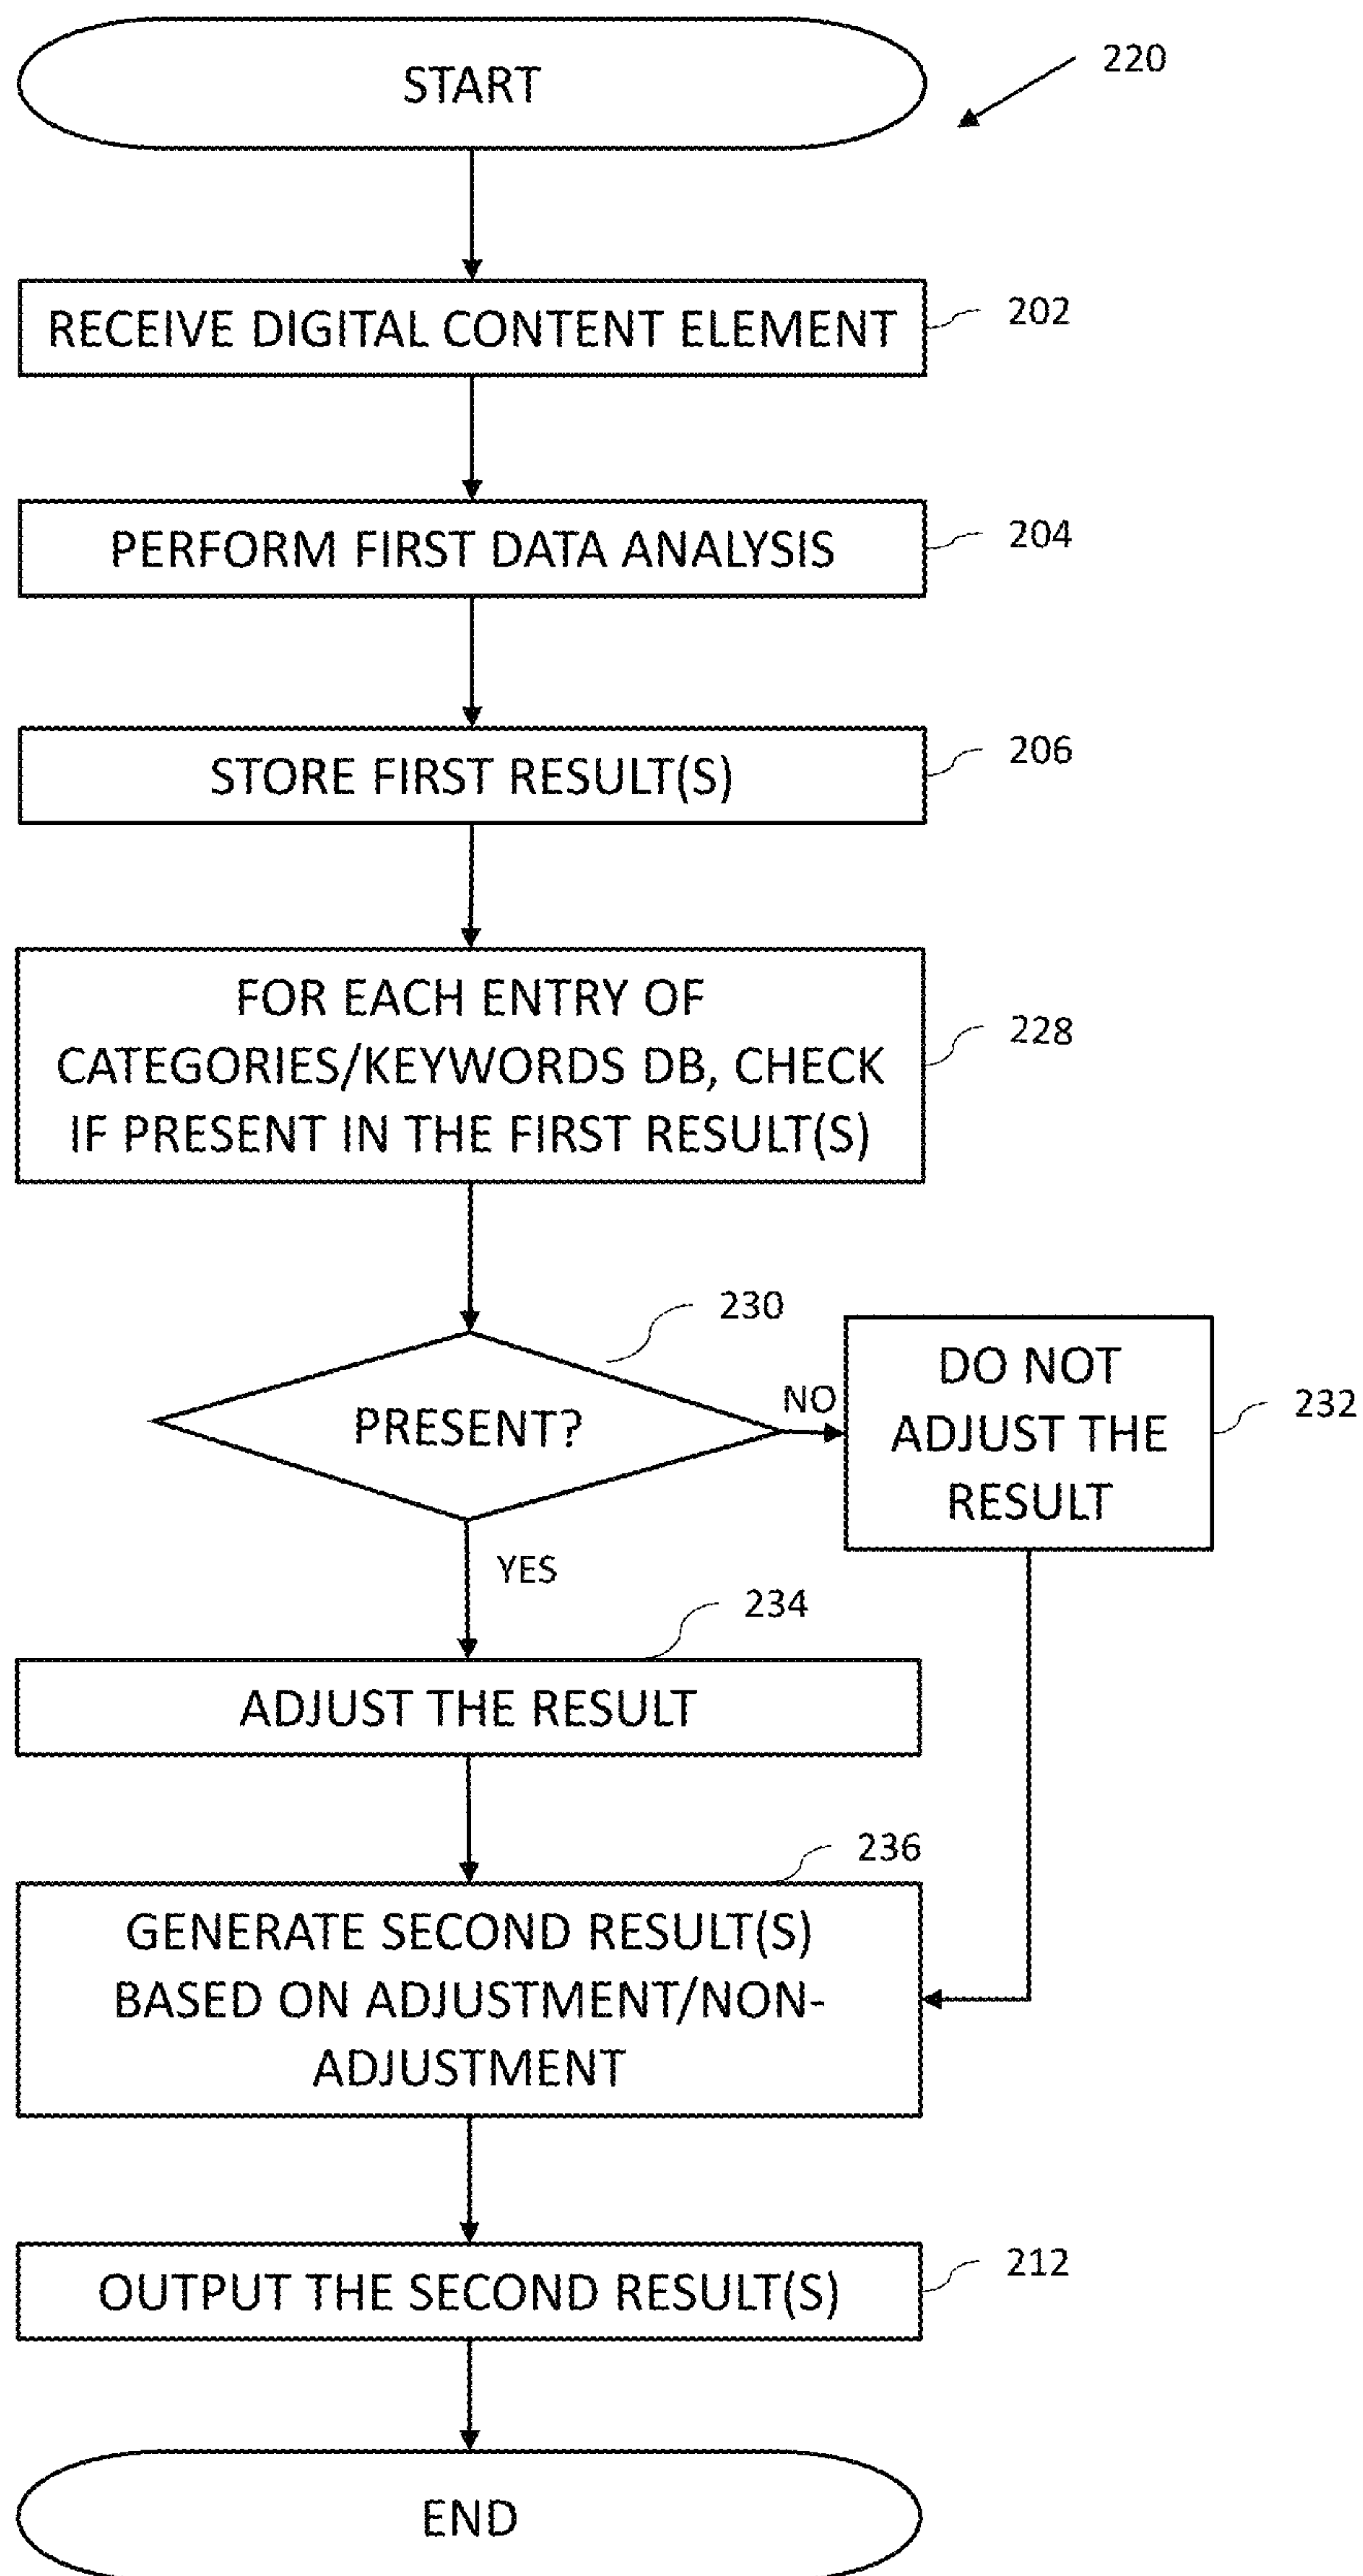 START
220
RECEIVE DIGITAL CONTENT ELEMENT
202
PERFORM FIRST DATA ANALYSIS
204
STORE FIRST RESULT(S)
206
FOR EACH ENTRY OF
CATEGORIES/KEYWORDS DB, CHECK
IF PRESENT IN THE FIRST RESULT(S)
228
230
PRESENT?
NO
DO NOT
ADJUST THE
RESULT
232
YES
234
ADJUST THE RESULT
236
GENERATE SECOND RESULT(S)
BASED ON ADJUSTMENT/NON-
ADJUSTMENT
OUTPUT THE SECOND RESULT(S)
212
END